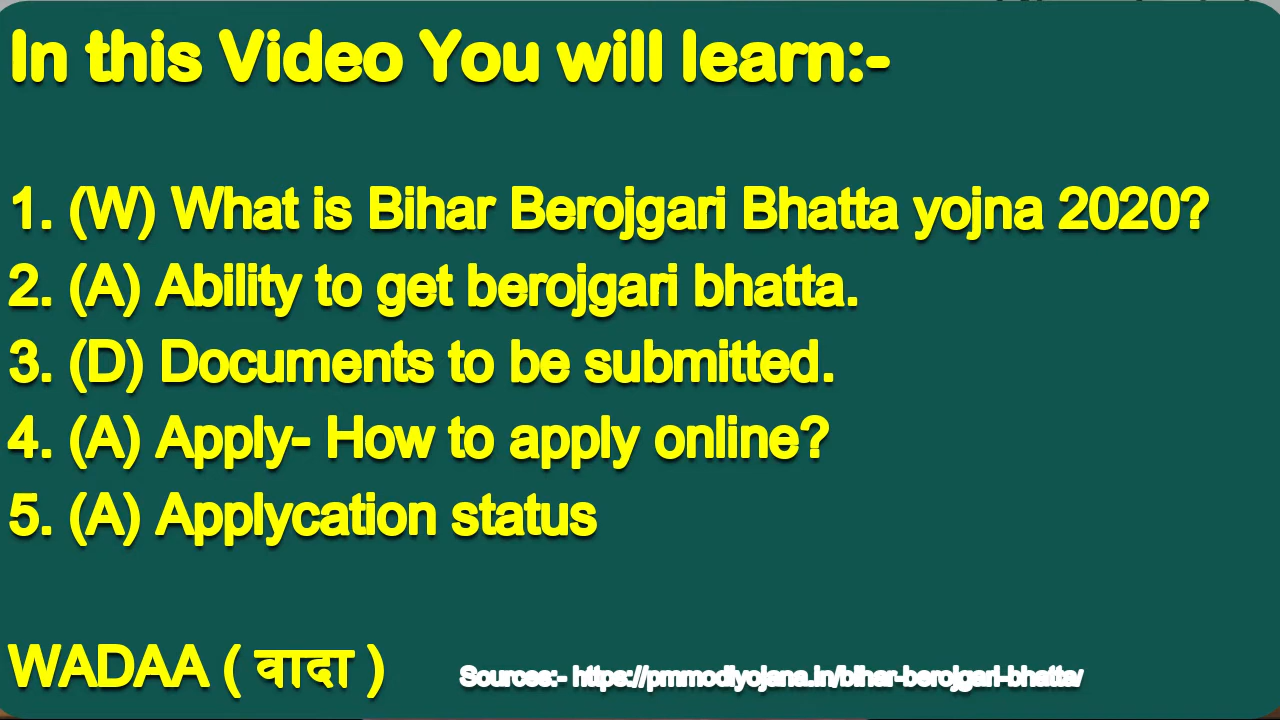 In this Video You will learn:-
1. (W) What is Bihar Berojgari Bhatta yojna 2020?
2. (A) Ability to get berojgari bhatta.
3. (D) Documents to be submitted.
4. (A) Apply- How to apply online?
5. (A) Applycation status
WADAA ( वादा ) Sources:- https://pmmodiyojana.in/bihar-berojgari-bhatta/